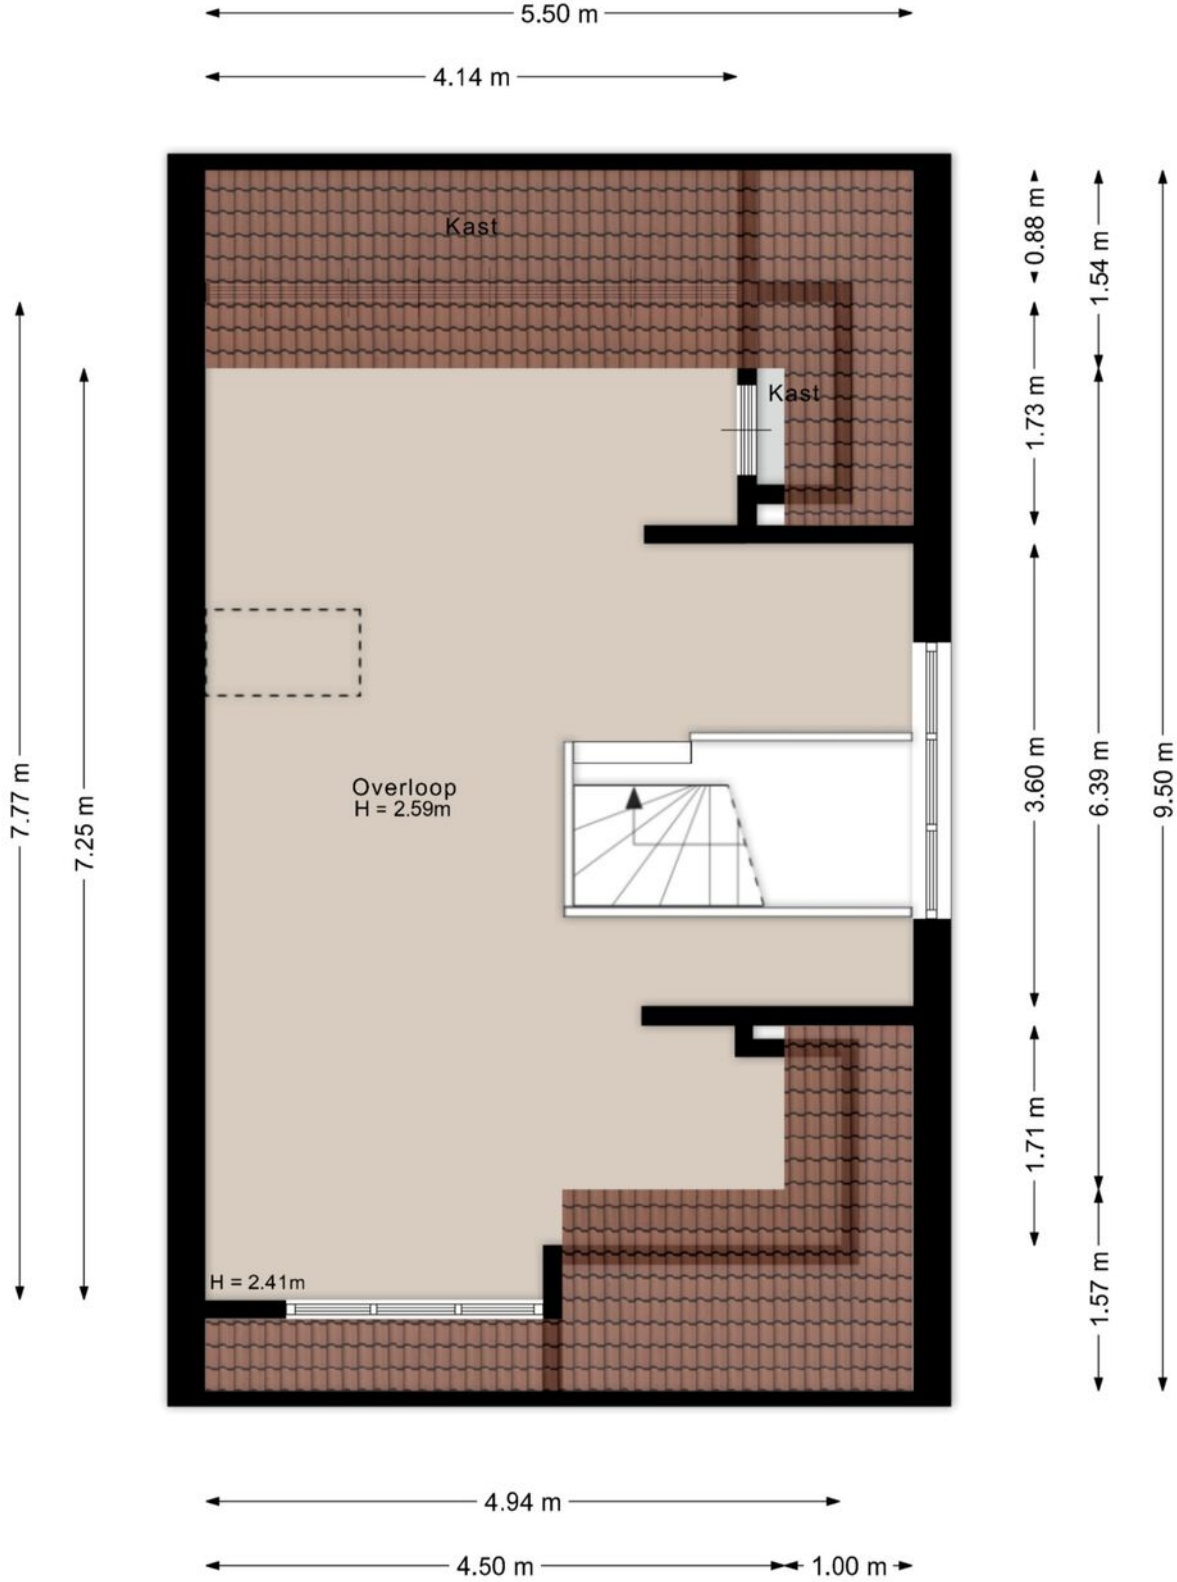 5.50 m
4.14 m
Kast
0.88 m
1.54 m
Kast
1.73 m
7.77 m
7.25 m
Overloop
H = 2.59m
3.60 m
6.39 m
9.50 m
1.71 m
H = 2.41m
1.57 m
4.94 m
4.50 m
1.00 m